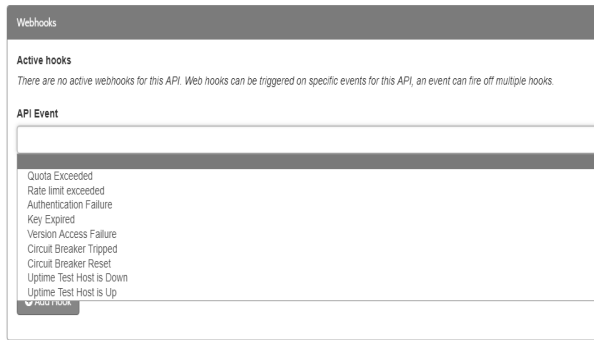 Webhooks
Active hooks
There are no active webhooks for this API. Web hooks can be triggered on specific events for this API, an event can fire off multiple hooks.
API Event
Quota Exceeded
Rate limit exceeded
Authentication Failure
Key Expired
Version Access Failure
Circuit Breaker Tripped
Circuit Breaker Reset
Uptime Test Host is Down
Uptime Test Host is Up
Add Hook